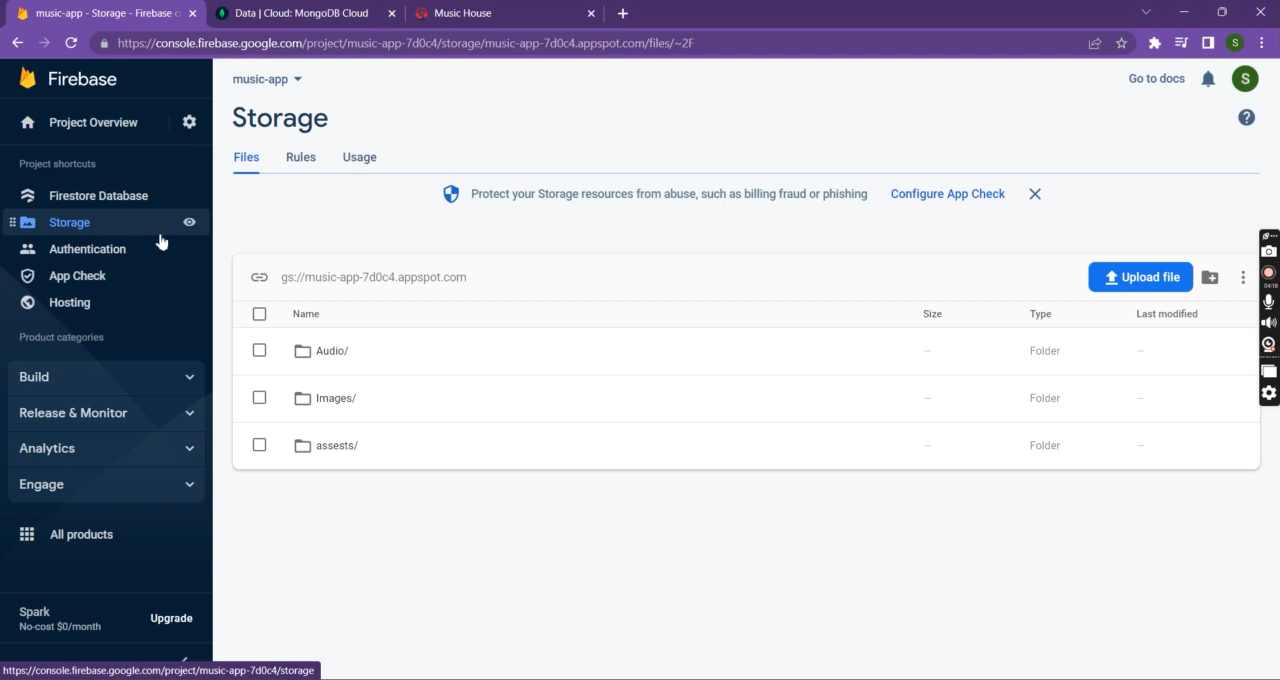 music-app - Storage - Firebase c
Data | Cloud: MongoDB Cloud
Music House
https://console.firebase.google.com/project/music-app-7d0c4/storage/music-app-7d0c4.appspot.com/files/~2F
S
Firebase
music-app
Go to docs
S
Project Overview
Storage
Project shortcuts
Files Rules Usage
Firestore Database
Protect your Storage resources from abuse, such as billing fraud or phishing Configure App Check
Storage
Authentication
App Check
gs://music-app-7d0c4.appspot.com
Upload file
04:18
Hosting
Name Size Type Last modified
Product categories
Audio/ – Folder –
Build
Images/ – Folder –
Release & Monitor
assests/ – Folder –
Analytics
Engage
All products
Spark
No-cost $0/month
Upgrade
https://console.firebase.google.com/project/music-app-7d0c4/storage